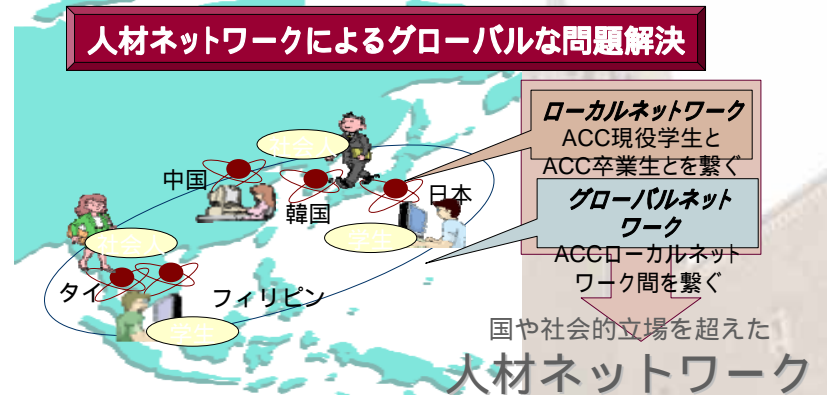 人材ネットワークによるグローバルな問題解決
ローカルネットワーク
ACC現役学生と
ACC卒業生とを繋ぐ
グローバルネット
ワーク
ACCローカルネット
ワーク間を繋ぐ
社会人
中国
韓国
日本
学生
社会人
タイ
フィリピン
学生
国や社会的立場を超えた
人材ネットワーク